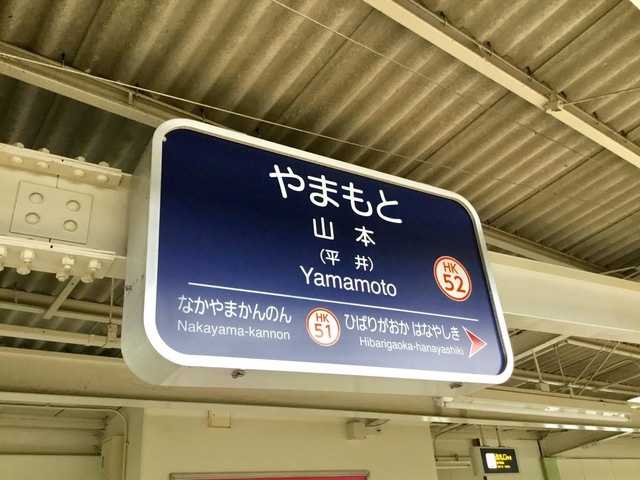 やまもと
山本
(平井)
Yamamoto
HK
52
なかやまかんのん
Nakayama-kannon
HK
51
ひばりがおか はなやしき
Hibarigaoka-hanayashiki